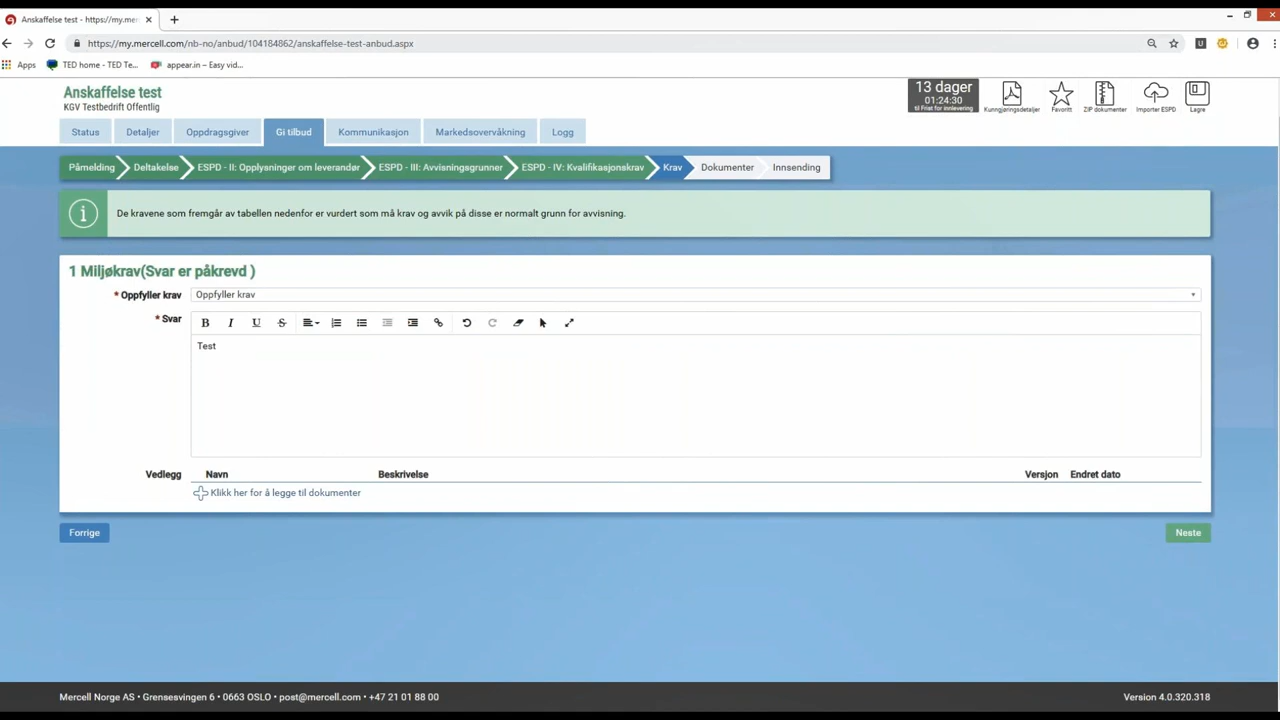 Anskaffelse test - https://my.mer
https://my.mercell.com/nb-no/anbud/104184862/anskaffelse-test-anbud.aspx
Apps TED home - TED Te... appear.in – Easy vid...
Anskaffelse test
KGV Testbedrift Offentlig
13 dager
01:24:30
til Frist for innlevering
Kunngjøringsdetaljer Favoritt ZIP dokumenter Importer ESPD Lagre
Status Detaljer Oppdragsgiver Gi tilbud Kommunikasjon Markedsovervåkning Logg
Påmelding Deltakelse ESPD - II: Opplysninger om leverandør ESPD - III: Avvisningsgrunner ESPD - IV: Kvalifikasjonskrav Krav Dokumenter Innsending
De kravene som fremgår av tabellen nedenfor er vurdert som må krav og avvik på disse er normalt grunn for avvisning.
1 Miljøkrav(Svar er påkrevd )
* Oppfyller krav Oppfyller krav
* Svar
Test
Vedlegg Navn Beskrivelse Versjon Endret dato
Klikk her for å legge til dokumenter
Forrige Neste
Mercell Norge AS • Grensesvingen 6 • 0663 OSLO • post@mercell.com • +47 21 01 88 00 Version 4.0.320.318